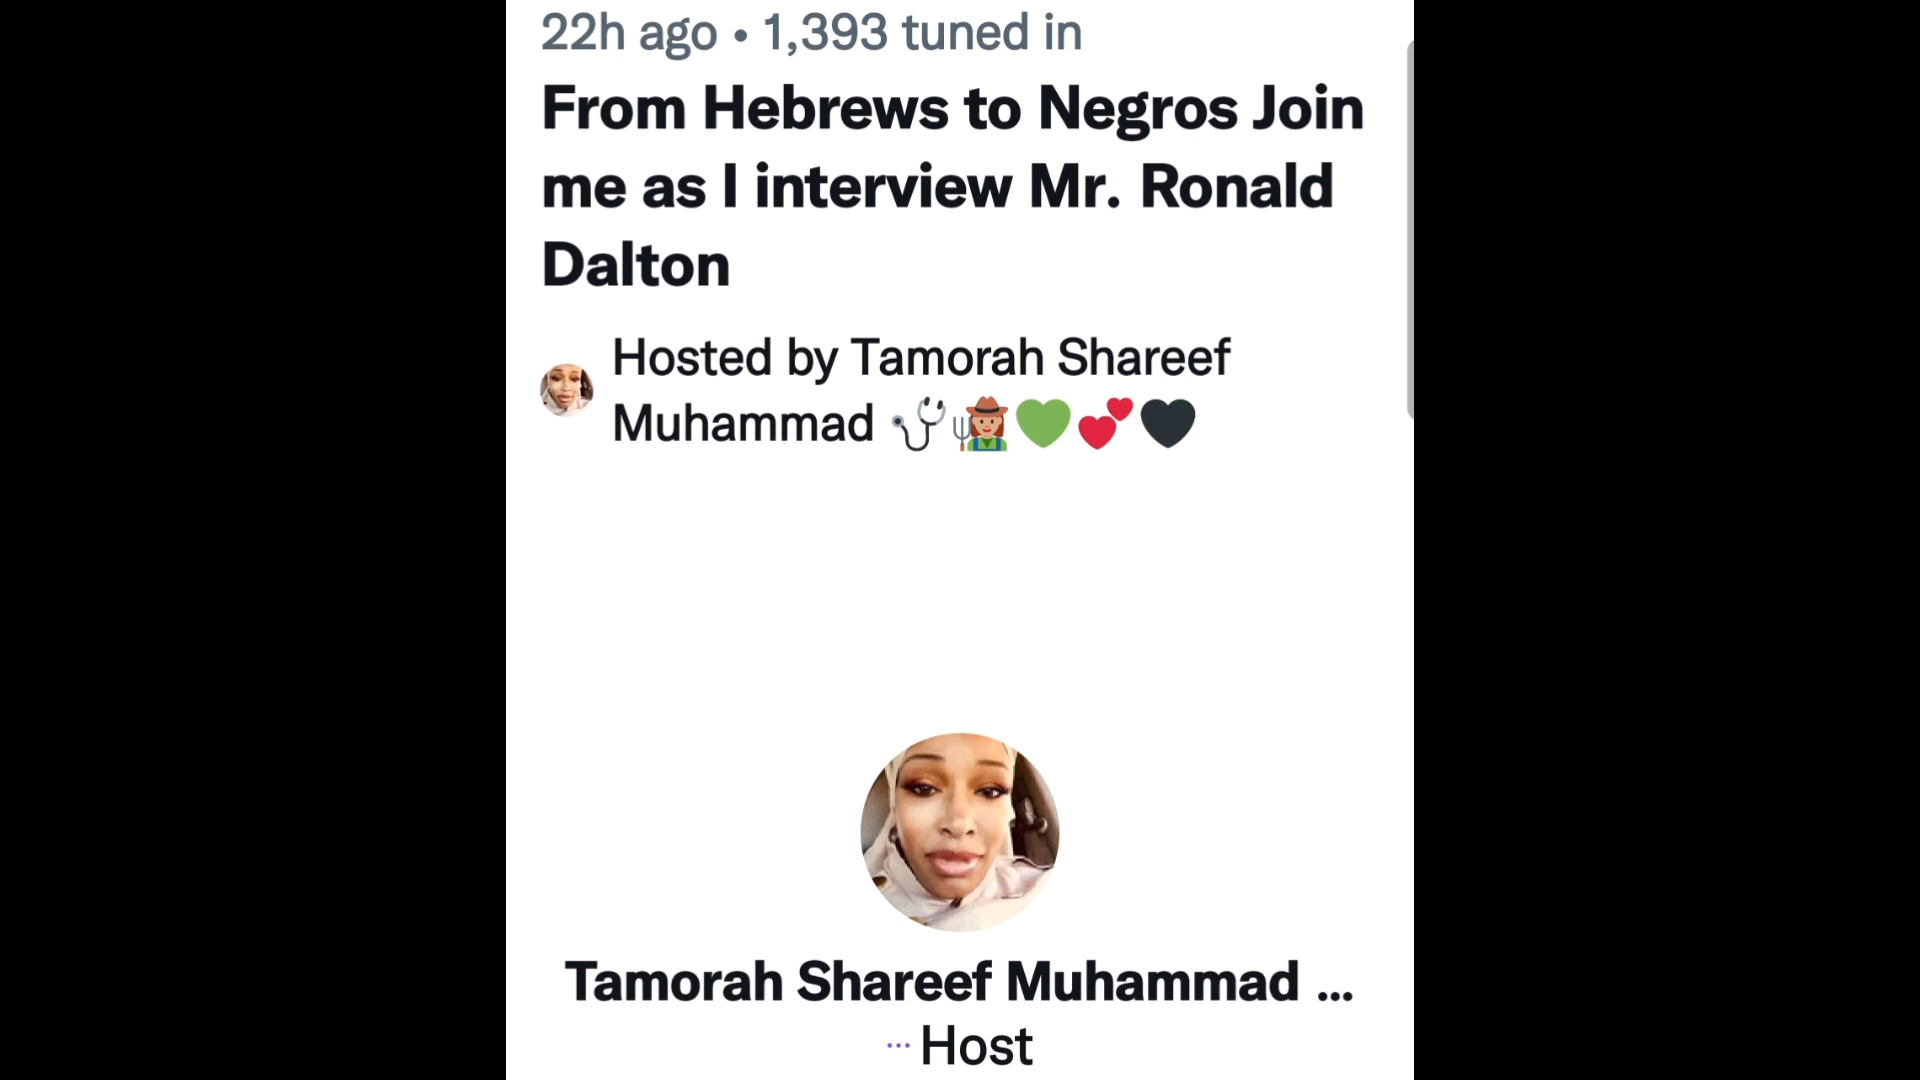 22h ago • 1,393 tuned in
From Hebrews to Negros Join
me as I interview Mr. Ronald
Dalton
Hosted by Tamorah Shareef
Muhammad 🩺👩🏽‍🌾💚💕🖤
Tamorah Shareef Muhammad ...
Host